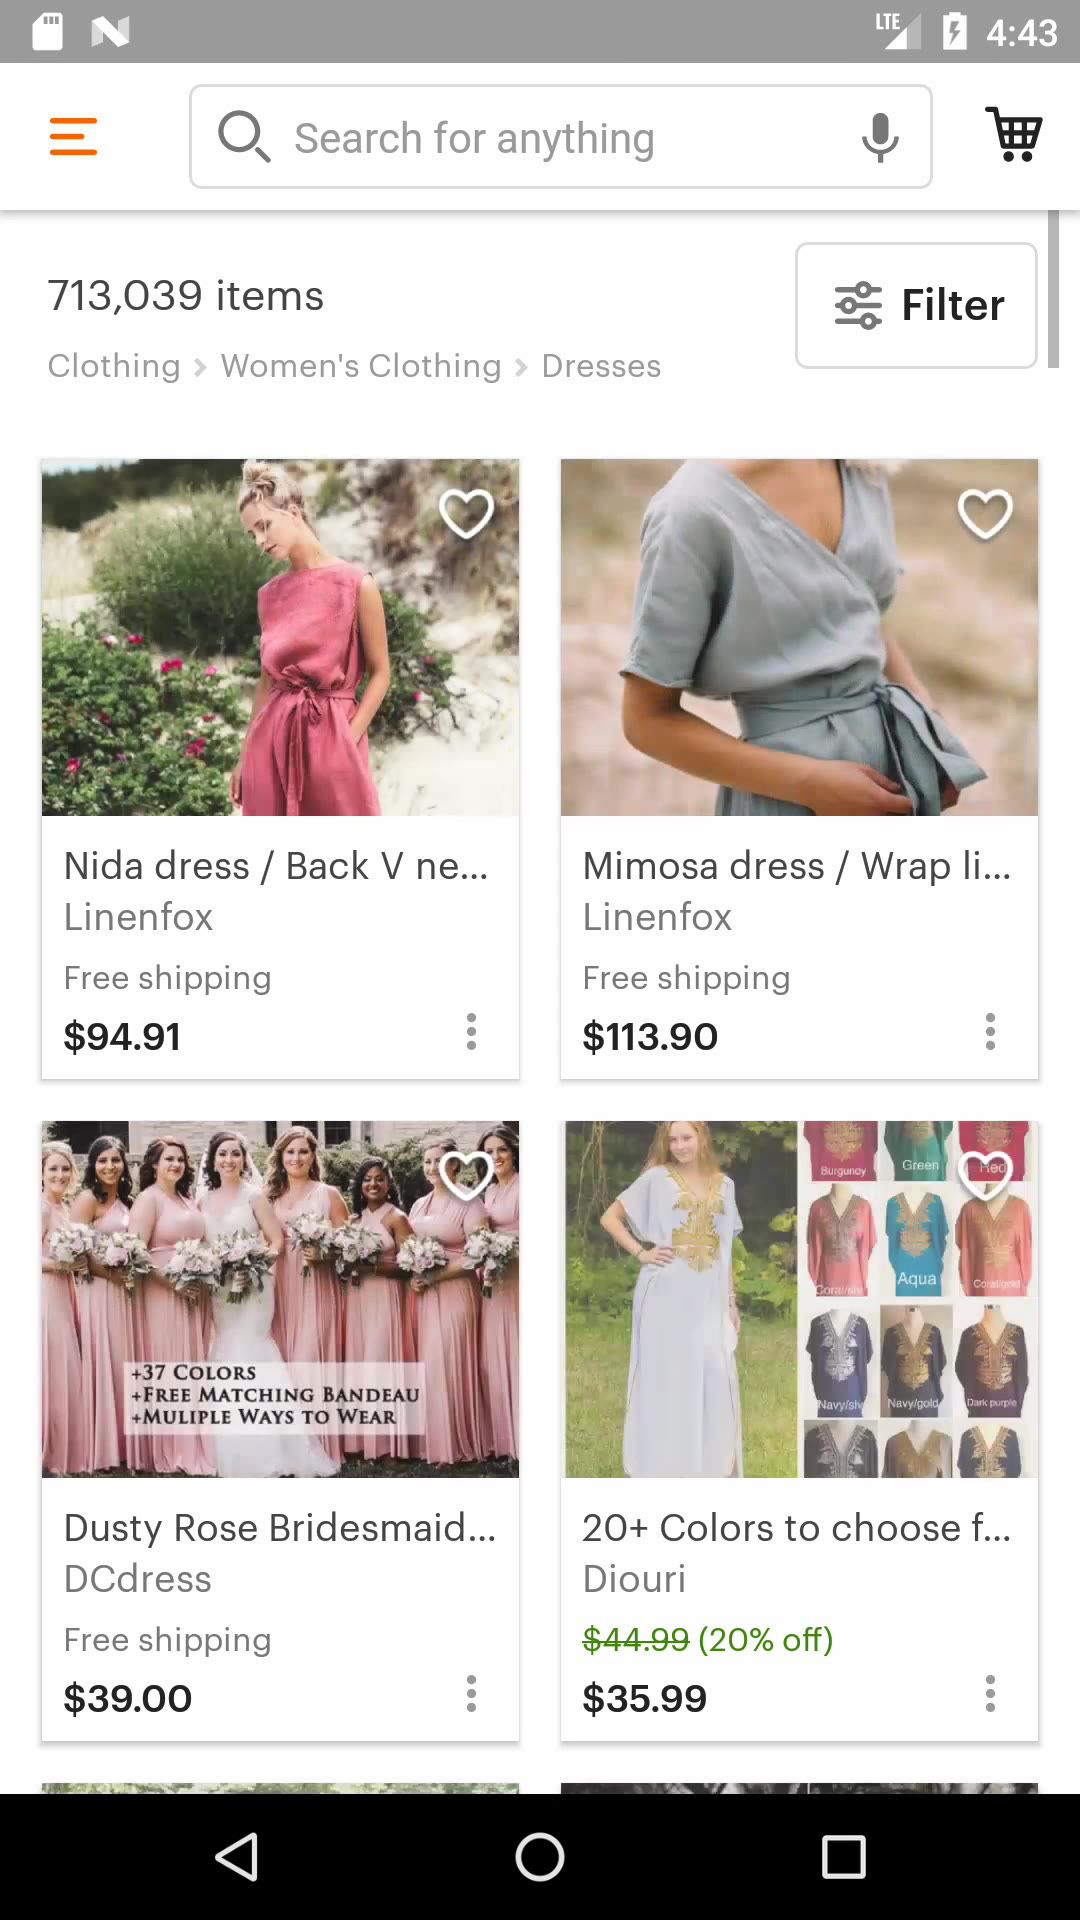 LTE 4:43
Search for anything
713,039 items
Filter
Clothing > Women's Clothing > Dresses
Nida dress / Back V ne...
Linenfox
Free shipping
$94.91
Mimosa dress / Wrap li...
Linenfox
Free shipping
$113.90
+37 Colors
+Free Matching Bandeau
+Muliple Ways to Wear
Dusty Rose Bridesmaid...
DCdress
Free shipping
$39.00
Burgundy Green Red
Coral/slv Aqua Coral/gold
Navy/slv Navy/gold Dark purple
20+ Colors to choose f...
Diouri
$44.99 (20% off)
$35.99